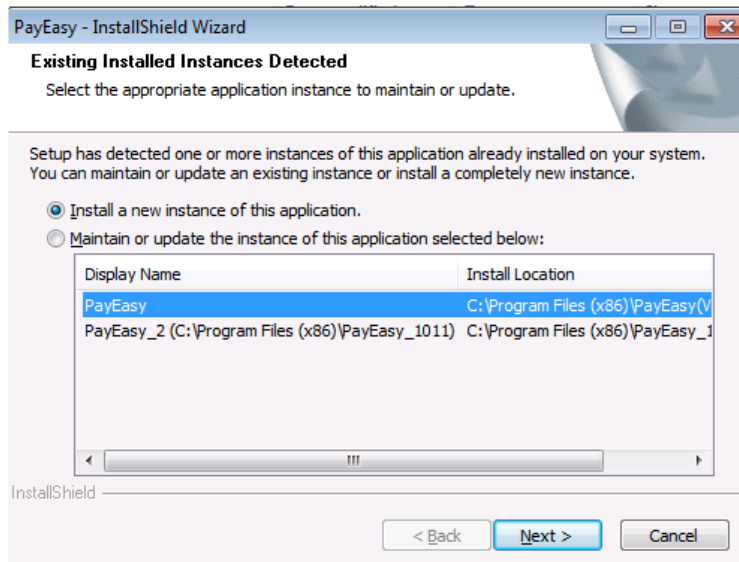 PayEasy - InstallShield Wizard
Existing Installed Instances Detected
Select the appropriate application instance to maintain or update.
Setup has detected one or more instances of this application already installed on your system.
You can maintain or update an existing instance or install a completely new instance.
Install a new instance of this application.
Maintain or update the instance of this application selected below:
Display Name Install Location
PayEasy C:\Program Files (x86)\PayEasy(V
PayEasy_2 (C:\Program Files (x86)\PayEasy_1011) C:\Program Files (x86)\PayEasy_1
InstallShield
< Back Next > Cancel